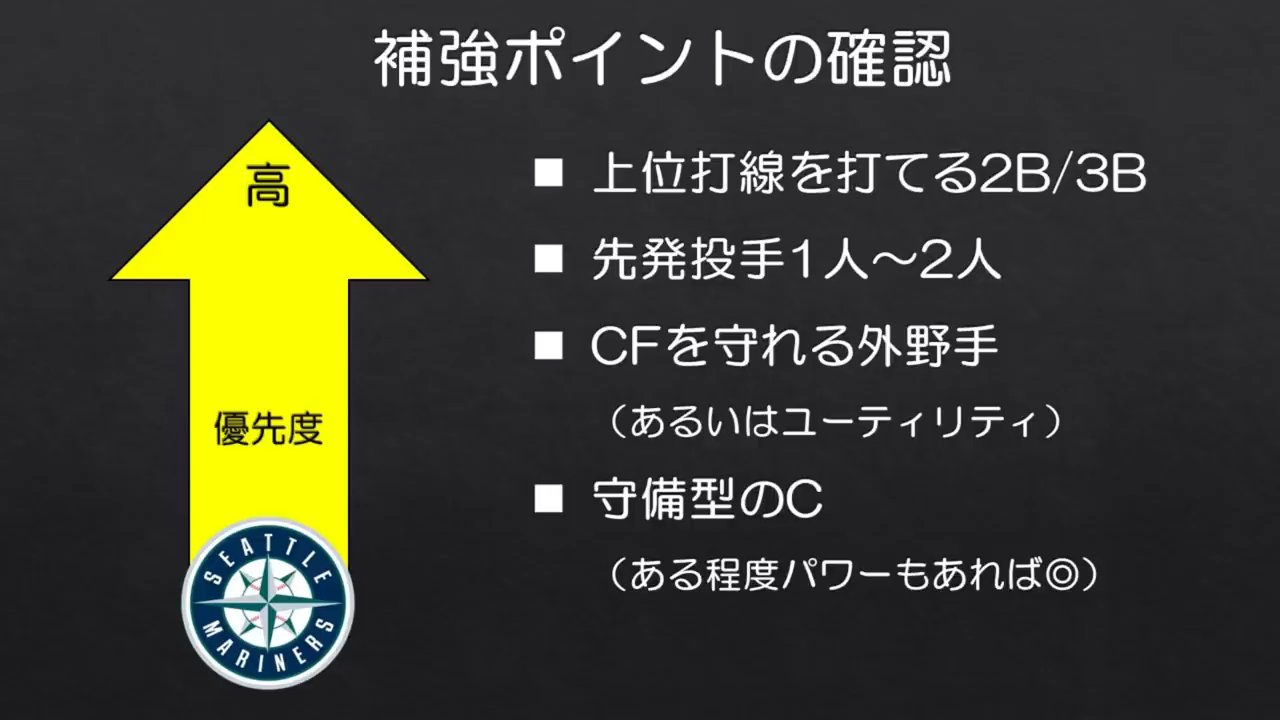 補強ポイントの確認
高
優先度
SEATTLE
MARINERS
■ 上位打線を打てる2B/3B
■ 先発投手1人～2人
■ CFを守れる外野手
（あるいはユーティリティ）
■ 守備型のC
（ある程度パワーもあれば◎）